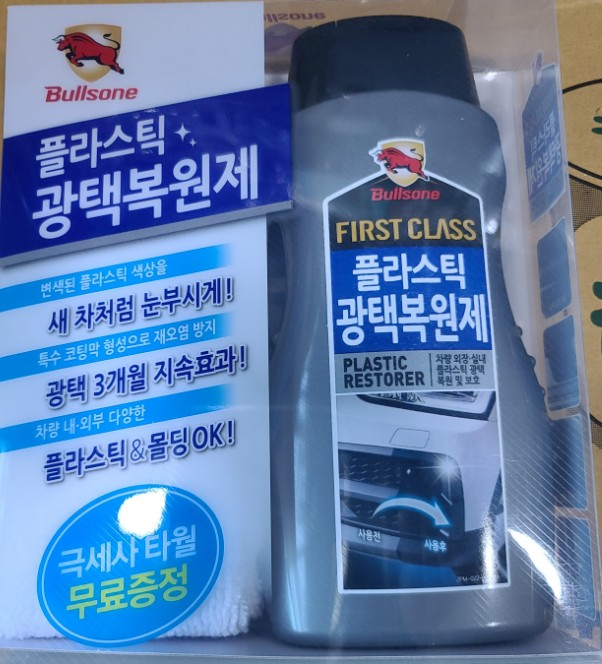 Bullsone
플라스틱
광택복원제
변색된 플라스틱 색상을
새 차처럼 눈부시게!
특수 코팅막 형성으로 재오염 방지
광택 3개월 지속효과!
차량 내·외부 다양한
플라스틱&몰딩OK!
극세사 타월
무료증정
Bullsone
FIRST CLASS
플라스틱
광택복원제
PLASTIC
RESTORER
차량 외장·실내
플라스틱 광택
복원 및 보호
사용전
사용후